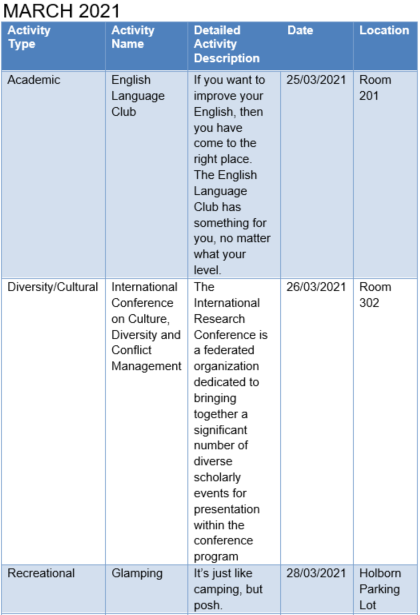 MARCH 2021
Activity Type
Activity Name
Detailed Activity Description
Date
Location
Academic
English
Language
Club
If you want to
improve your
English, then
you have
come to the
right place.
The English
Language
Club has
something for
you, no matter
what your
level.
25/03/2021
Room
201
Diversity/Cultural
International
Conference
on Culture,
Diversity and
Conflict
Management
The
International
Research
Conference is
a federated
organization
dedicated to
bringing
together a
significant
number of
diverse
scholarly
events for
presentation
within the
conference
program
26/03/2021
Room
302
Recreational
Glamping
It's just like
camping, but
posh.
28/03/2021
Holborn
Parking
Lot